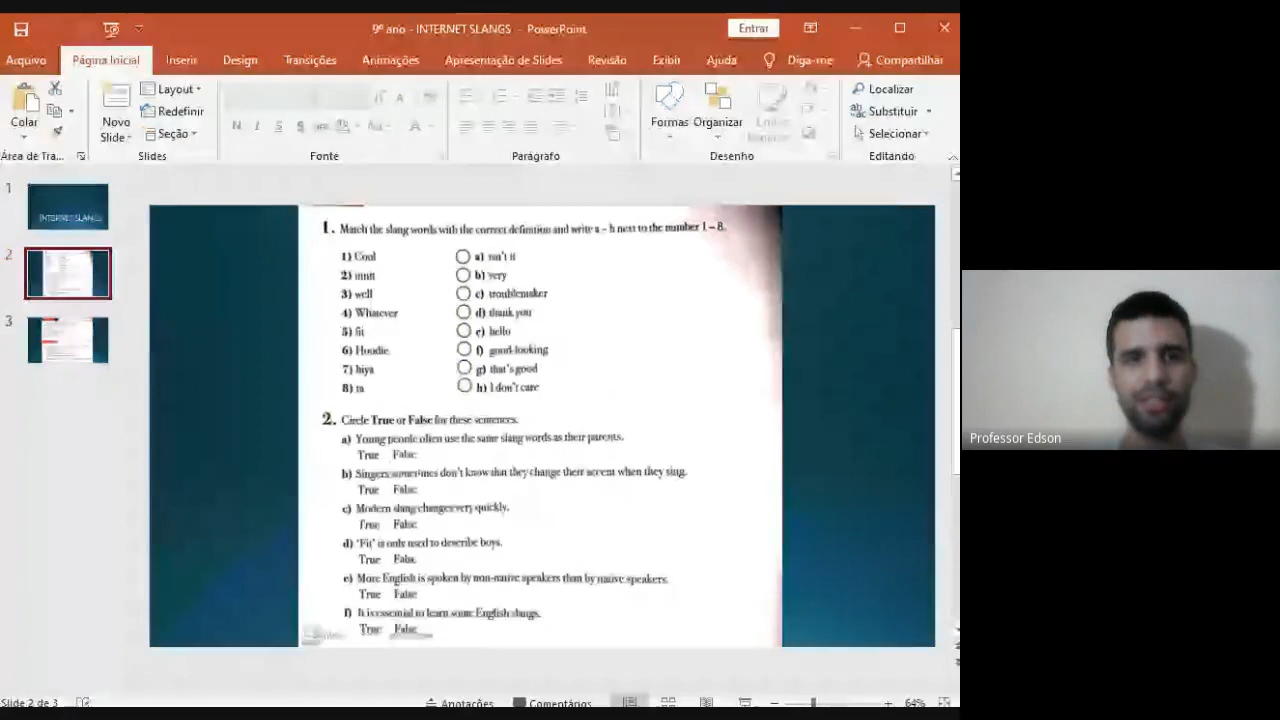 9º ano - INTERNET SLANGS - PowerPoint
Entrar
Arquivo Página Inicial Inserir Design Transições Animações Apresentação de Slides Revisão Exibir Ajuda Diga-me Compartilhar
Colar
Novo
Slide
Layout
Redefinir
Seção
Formas
Organizar
Localizar
Substituir
Selecionar
Área de Tra...
Slides
Fonte
Parágrafo
Desenho
Editando
1
INTERNET SLANGS
2
3
1. Match the slang words with the correct definition and write a – h next to the number 1 – 8.
1) Cool a) isn't it
2) innit b) very
3) well c) troublemaker
4) Whatever d) thank you
5) fit e) hello
6) Hoodie f) good-looking
7) hiya g) that's good
8) ta h) I don't care
2. Circle True or False for these sentences.
a) Young people often use the same slang words as their parents.
True False
b) Singers sometimes don't know that they change their accent when they sing.
True False
c) Modern slang changes very quickly.
True False
d) 'Fit' is only used to describe boys.
True False
e) More English is spoken by non-native speakers than by native speakers.
True False
f) It is essential to learn some English slangs.
True False
Professor Edson
Slide 2 de 3
Anotações
Comentários
64%